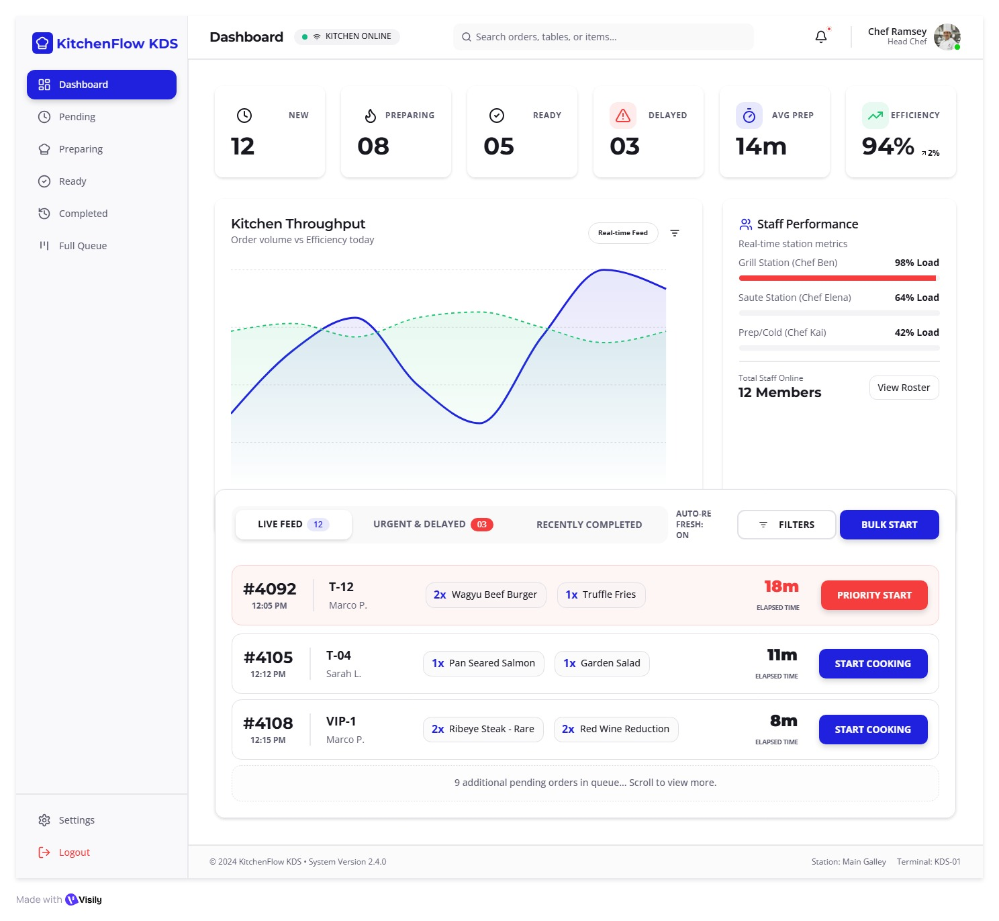 KitchenFlow KDS
Dashboard
Pending
Preparing
Ready
Completed
Full Queue
Settings
Logout
Dashboard
KITCHEN ONLINE
Search orders, tables, or items...
Chef Ramsey
Head Chef
NEW
12
PREPARING
08
READY
05
DELAYED
03
AVG PREP
14m
EFFICIENCY
94%
2%
Kitchen Throughput
Order volume vs Efficiency today
Real-time Feed
Staff Performance
Real-time station metrics
Grill Station (Chef Ben) 98% Load
Saute Station (Chef Elena) 64% Load
Prep/Cold (Chef Kai) 42% Load
Total Staff Online
12 Members
View Roster
LIVE FEED 12
URGENT & DELAYED 03
RECENTLY COMPLETED
AUTO-RE
FRESH:
ON
FILTERS
BULK START
#4092
12:05 PM
T-12
Marco P.
2x Wagyu Beef Burger
1x Truffle Fries
18m
ELAPSED TIME
PRIORITY START
#4105
12:12 PM
T-04
Sarah L.
1x Pan Seared Salmon
1x Garden Salad
11m
ELAPSED TIME
START COOKING
#4108
12:15 PM
VIP-1
Marco P.
2x Ribeye Steak - Rare
2x Red Wine Reduction
8m
ELAPSED TIME
START COOKING
9 additional pending orders in queue... Scroll to view more.
© 2024 KitchenFlow KDS • System Version 2.4.0
Station: Main Galley
Terminal: KDS-01
Made with Visily